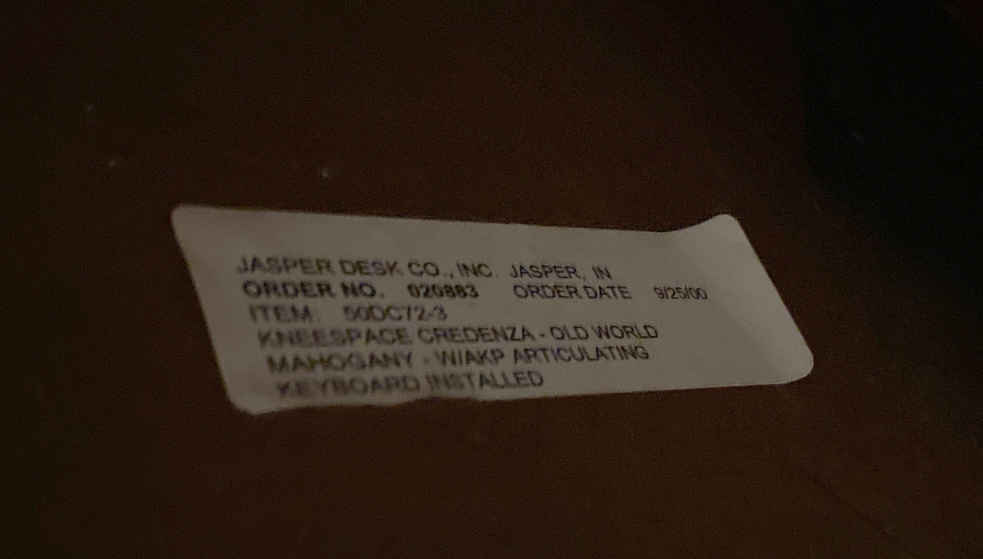 JASPER DESK CO., INC. JASPER, IN
ORDER NO. 020883 ORDER DATE 9/25/00
ITEM: 50DC72-3
KNEESPACE CREDENZA - OLD WORLD
MAHOGANY - W/AKP ARTICULATING
KEYBOARD INSTALLED